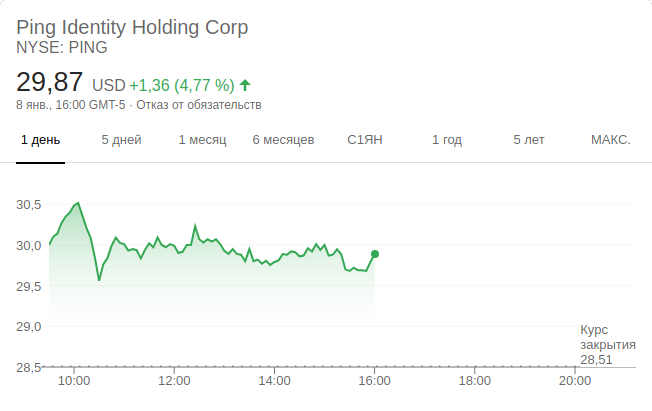 Ping Identity Holding Corp
NYSE: PING
29,87 USD +1,36 (4,77 %)
8 янв., 16:00 GMT-5 · Отказ от обязательств
1 день 5 дней 1 месяц 6 месяцев С1ЯН 1 год 5 лет МАКС.
30,5
30,0
29,5
29,0
Курс
закрытия
28,51
28,5
10:00 12:00 14:00 16:00 18:00 20:00